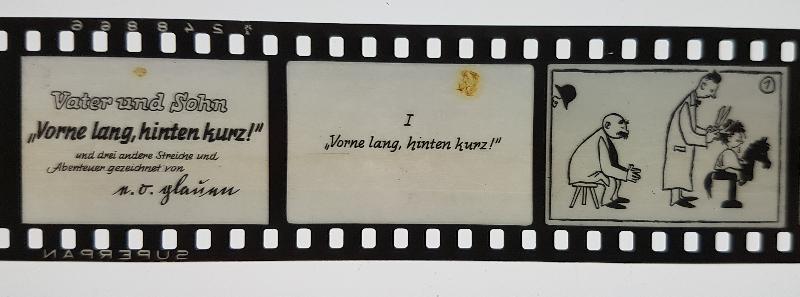 Vater und Sohn
„Vorne lang, hinten kurz!“
und drei andere Streiche und
Abenteuer gezeichnet von
e. o. plauen
I
„Vorne lang, hinten kurz!“
1
SUPERPAN